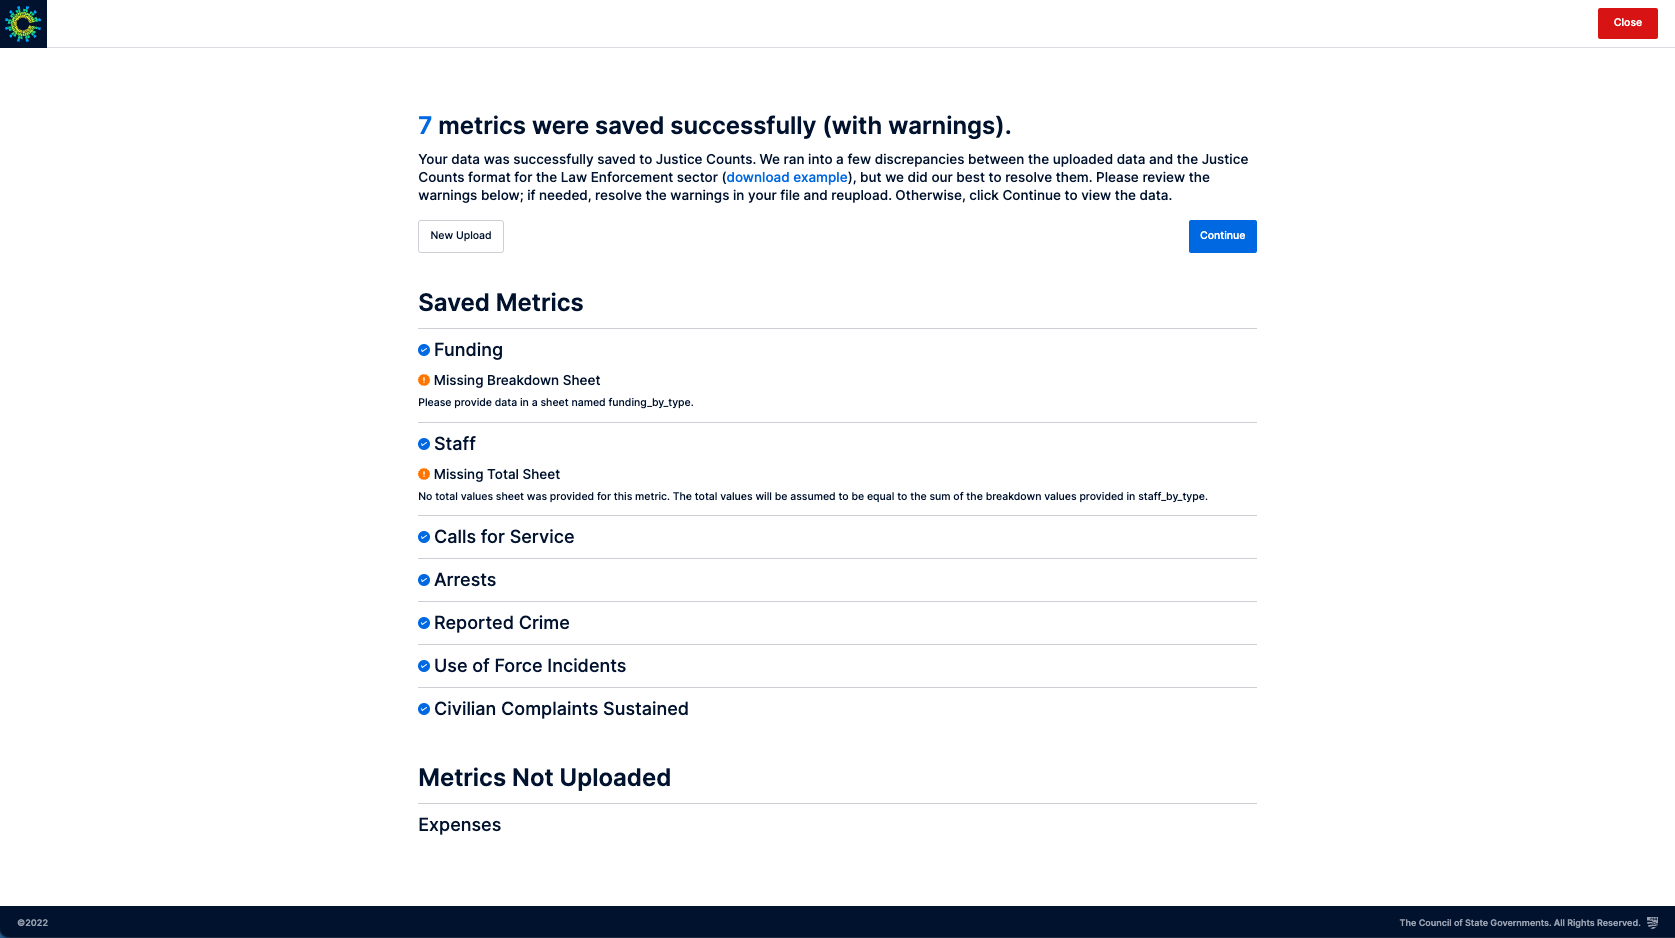 Close
7 metrics were saved successfully (with warnings).
Your data was successfully saved to Justice Counts. We ran into a few discrepancies between the uploaded data and the Justice
Counts format for the Law Enforcement sector (download example), but we did our best to resolve them. Please review the
warnings below; if needed, resolve the warnings in your file and reupload. Otherwise, click Continue to view the data.
New Upload
Continue
Saved Metrics
Funding
Missing Breakdown Sheet
Please provide data in a sheet named funding_by_type.
Staff
Missing Total Sheet
No total values sheet was provided for this metric. The total values will be assumed to be equal to the sum of the breakdown values provided in staff_by_type.
Calls for Service
Arrests
Reported Crime
Use of Force Incidents
Civilian Complaints Sustained
Metrics Not Uploaded
Expenses
©2022
The Council of State Governments. All Rights Reserved.